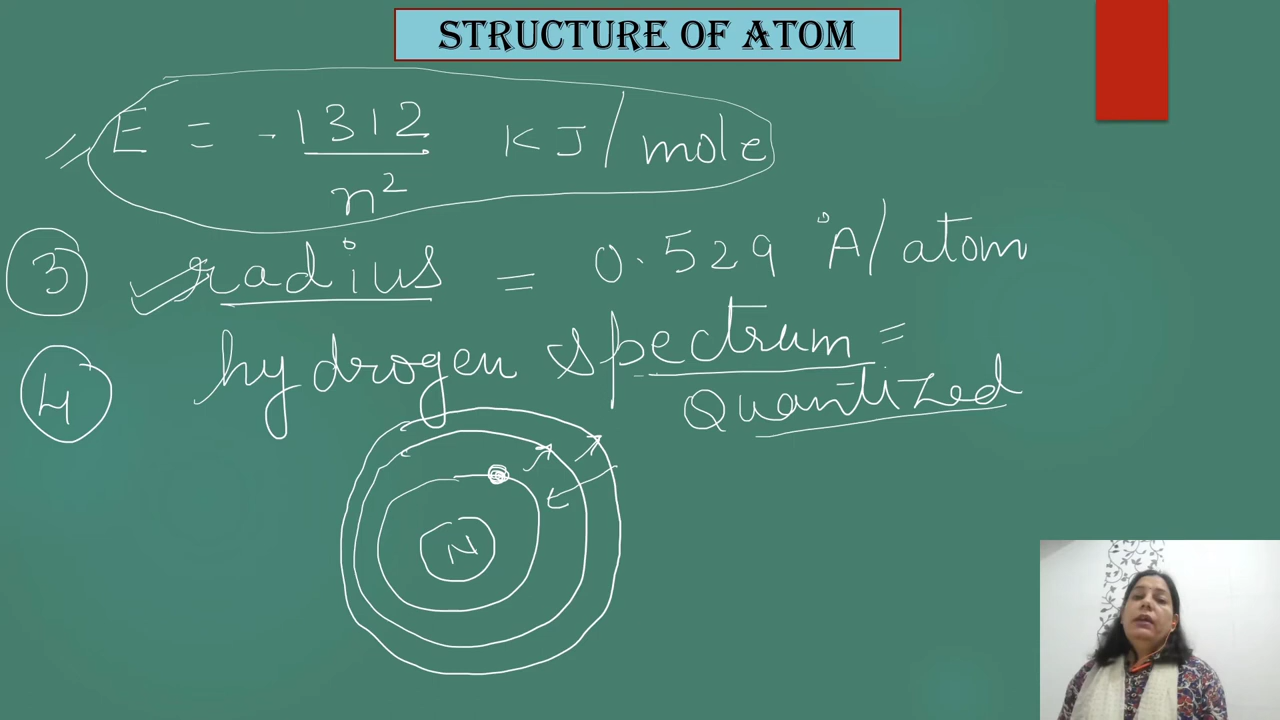 STRUCTURE OF ATOM
E = -1312/n² KJ/mole
3 radius = 0.529 °A/atom
4 hydrogen spectrum =
Quantized
N